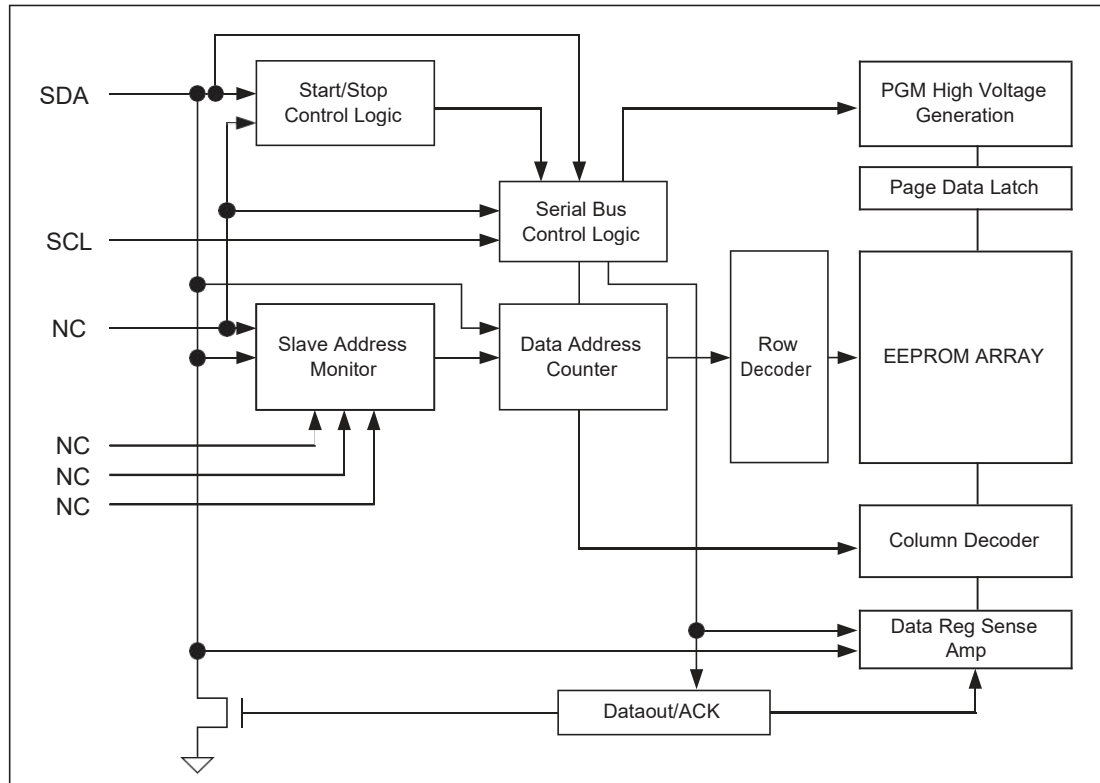 SDA
Start/Stop
Control Logic
PGM High Voltage
Generation
Page Data Latch
Serial Bus
Control Logic
SCL
NC
Slave Address
Monitor
Data Address
Counter
Row
Decoder
EEPROM ARRAY
NC
NC
NC
Column Decoder
Data Reg Sense
Amp
Dataout/ACK